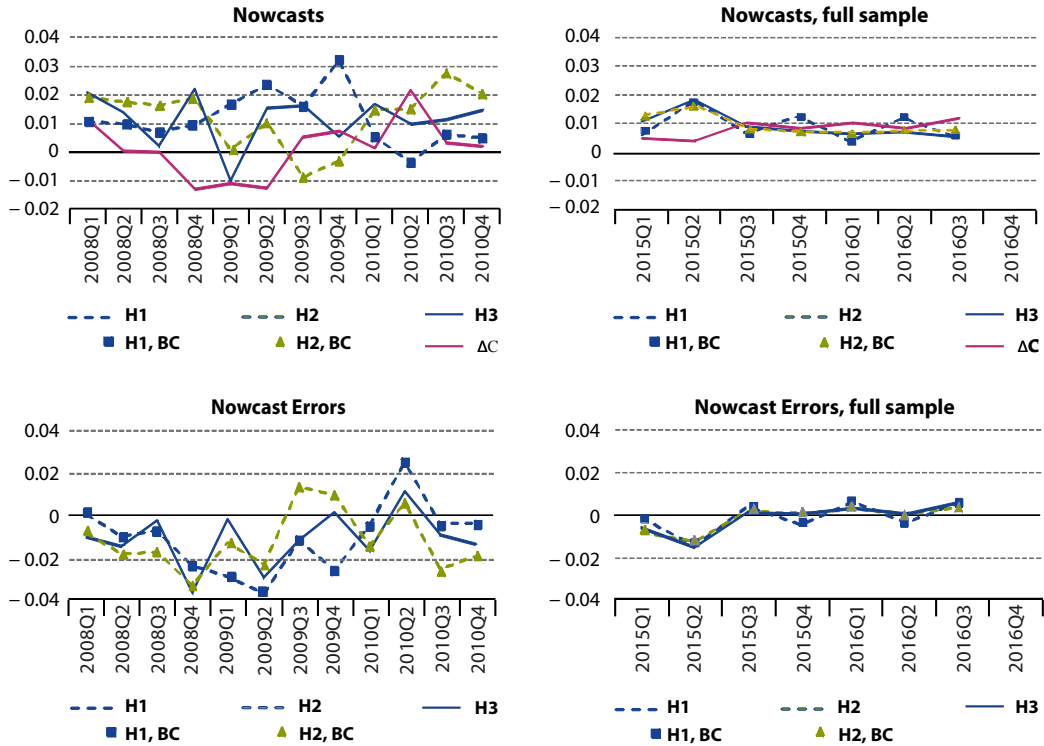 Nowcasts
0.04
0.03
0.02
0.01
0
– 0.01
– 0.02
2008Q1
2008Q2
2008Q3
2008Q4
2009Q1
2009Q2
2009Q3
2009Q4
2010Q1
2010Q2
2010Q3
2010Q4
H1
H2
H3
H1, BC
H2, BC
ΔC
Nowcasts, full sample
0.04
0.03
0.02
0.01
0
– 0.01
– 0.02
2015Q1
2015Q2
2015Q3
2015Q4
2016Q1
2016Q2
2016Q3
2016Q4
H1
H2
H3
H1, BC
H2, BC
ΔC
Nowcast Errors
0.04
0.02
0
– 0.02
– 0.04
2008Q1
2008Q2
2008Q3
2008Q4
2009Q1
2009Q2
2009Q3
2009Q4
2010Q1
2010Q2
2010Q3
2010Q4
H1
H2
H3
H1, BC
H2, BC
Nowcast Errors, full sample
0.04
0.02
0
– 0.02
– 0.04
2015Q1
2015Q2
2015Q3
2015Q4
2016Q1
2016Q2
2016Q3
2016Q4
H1
H2
H3
H1, BC
H2, BC